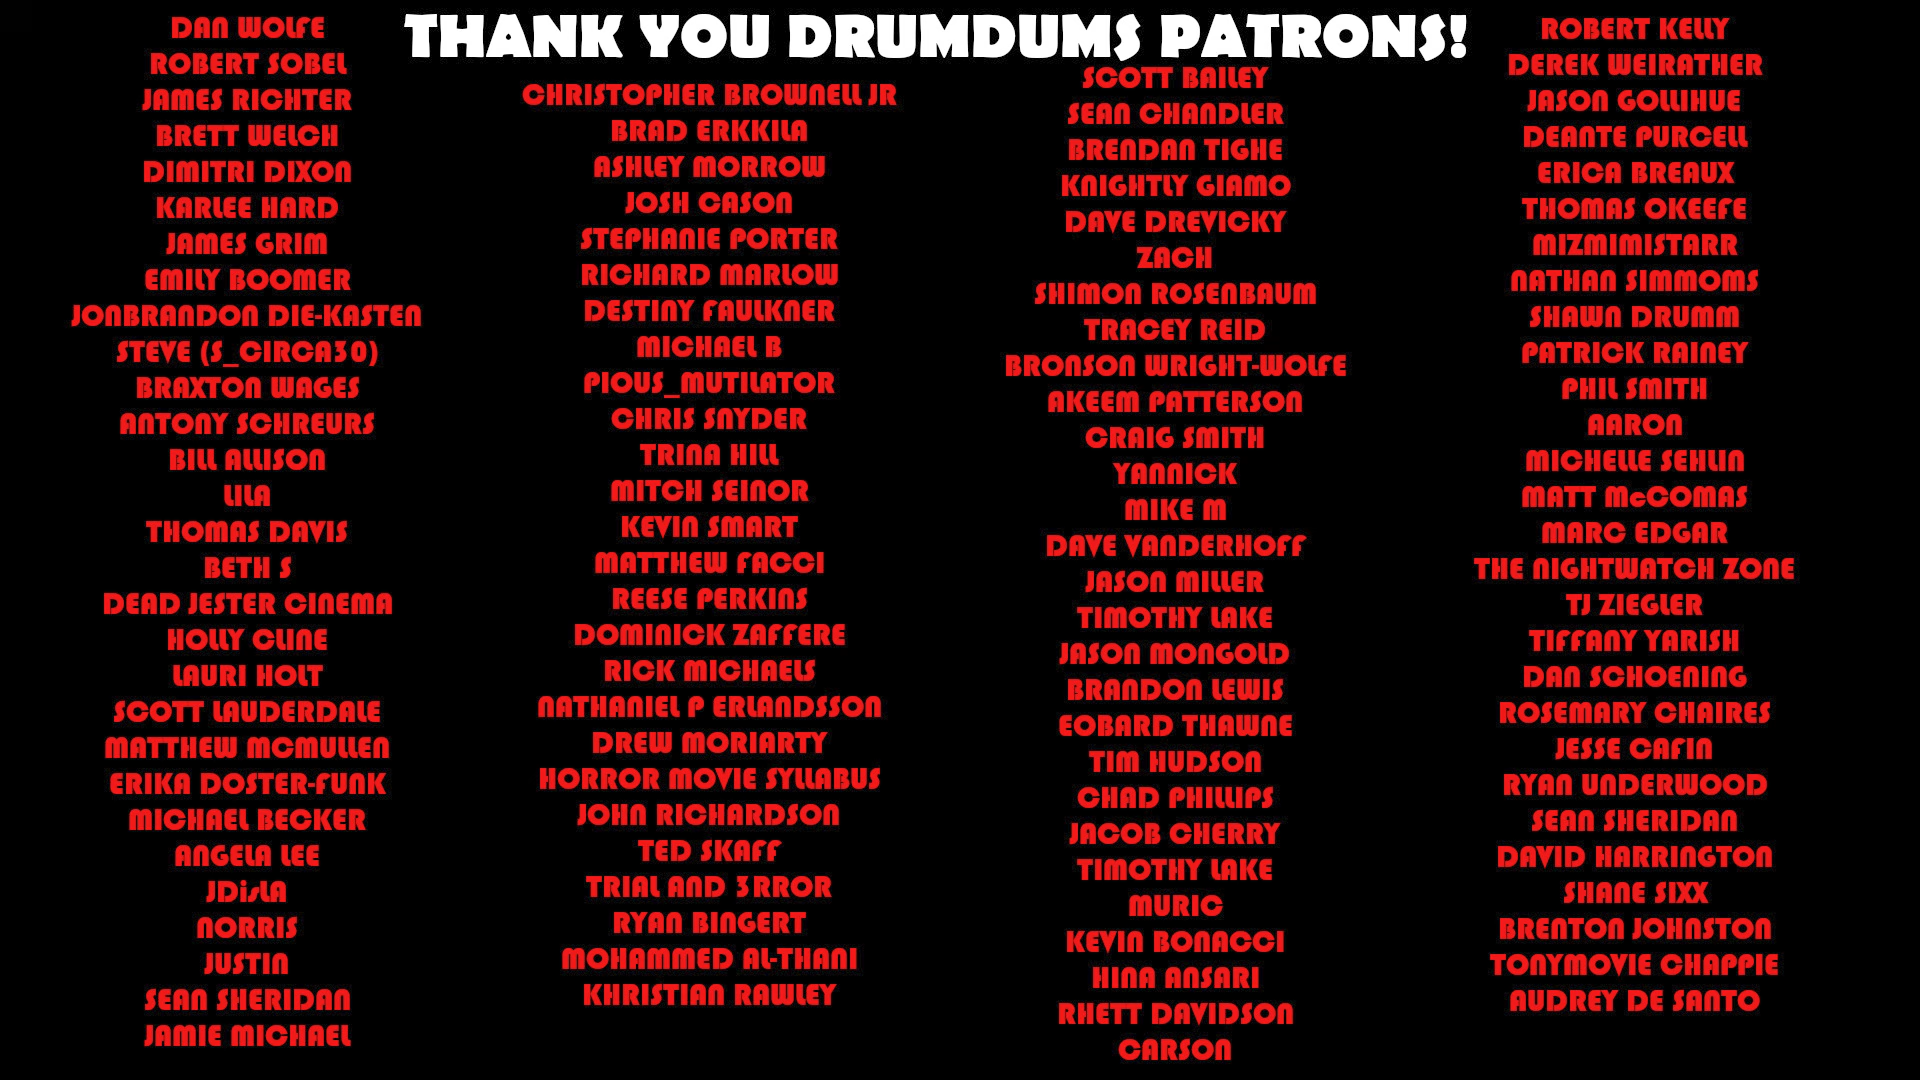 THANK YOU DRUMDUMS PATRONS!
DAN WOLFE
ROBERT SOBEL
JAMES RICHTER
BRETT WELCH
DIMITRI DIXON
KARLEE HARD
JAMES GRIM
EMILY BOOMER
JONBRANDON DIE-KASTEN
STEVE (S_CIRCA30)
BRAXTON WAGES
ANTONY SCHREURS
BILL ALLISON
LILA
THOMAS DAVIS
BETH S
DEAD JESTER CINEMA
HOLLY CLINE
LAURI HOLT
SCOTT LAUDERDALE
MATTHEW MCMULLEN
ERIKA DOSTER-FUNK
MICHAEL BECKER
ANGELA LEE
JDisLA
NORRIS
JUSTIN
SEAN SHERIDAN
JAMIE MICHAEL
CHRISTOPHER BROWNELL JR
BRAD ERKKILA
ASHLEY MORROW
JOSH CASON
STEPHANIE PORTER
RICHARD MARLOW
DESTINY FAULKNER
MICHAEL B
PIOUS_MUTILATOR
CHRIS SNYDER
TRINA HILL
MITCH SEINOR
KEVIN SMART
MATTHEW FACCI
REESE PERKINS
DOMINICK ZAFFERE
RICK MICHAELS
NATHANIEL P ERLANDSSON
DREW MORIARTY
HORROR MOVIE SYLLABUS
JOHN RICHARDSON
TED SKAFF
TRIAL AND 3RROR
RYAN BINGERT
MOHAMMED AL-THANI
KHRISTIAN RAWLEY
SCOTT BAILEY
SEAN CHANDLER
BRENDAN TIGHE
KNIGHTLY GIAMO
DAVE DREVICKY
ZACH
SHIMON ROSENBAUM
TRACEY REID
BRONSON WRIGHT-WOLFE
AKEEM PATTERSON
CRAIG SMITH
YANNICK
MIKE M
DAVE VANDERHOFF
JASON MILLER
TIMOTHY LAKE
JASON MONGOLD
BRANDON LEWIS
EOBARD THAWNE
TIM HUDSON
CHAD PHILLIPS
JACOB CHERRY
TIMOTHY LAKE
MURIC
KEVIN BONACCI
HINA ANSARI
RHETT DAVIDSON
CARSON
ROBERT KELLY
DEREK WEIRATHER
JASON GOLLIHUE
DEANTE PURCELL
ERICA BREAUX
THOMAS OKEEFE
MIZMIMISTARR
NATHAN SIMMOMS
SHAWN DRUMM
PATRICK RAINEY
PHIL SMITH
AARON
MICHELLE SEHLIN
MATT McCOMAS
MARC EDGAR
THE NIGHTWATCH ZONE
TJ ZIEGLER
TIFFANY YARISH
DAN SCHOENING
ROSEMARY CHAIRES
JESSE CAFIN
RYAN UNDERWOOD
SEAN SHERIDAN
DAVID HARRINGTON
SHANE SIXX
BRENTON JOHNSTON
TONYMOVIE CHAPPIE
AUDREY DE SANTO